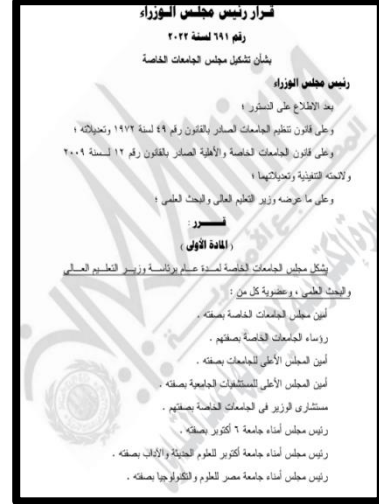 قرار رئيس مجلس الوزراء
رقم ٦٩١ لسنة ٢٠٢٢
بشأن تشكيل مجلس الجامعات الخاصة
رئيس مجلس الوزراء
بعد الاطلاع على الدستور ؛
وعلى قانون تنظيم الجامعات الصادر بالقانون رقم ٤٩ لسنة ١٩٧٢ وتعديلاته ؛
وعلى قانون الجامعات الخاصة والأهلية الصادر بالقانون رقم ١٢ لـسنة ٢٠٠٩
ولائحته التنفيذية وتعديلاتهما ؛
وعلى ما عرضه وزير التعليم العالى والبحث العلمى ؛
قـــــرر :
( المادة الأولى )
يشكل مجلس الجامعات الخاصة لمدة عام برئاسة وزير التعليم العالى
والبحث العلمى ، وعضوية كل من :
أمين مجلس الجامعات الخاصة بصفته .
رؤساء الجامعات الخاصة بصفتهم .
أمين المجلس الأعلى للجامعات بصفته .
أمين المجلس الأعلى للمستشفيات الجامعية بصفته .
مستشارى الوزير فى الجامعات الخاصة بصفتهم .
رئيس مجلس أمناء جامعة ٦ أكتوبر بصفته .
رئيس مجلس أمناء جامعة أكتوبر للعلوم الحديثة والآداب بصفته .
رئيس مجلس أمناء جامعة مصر للعلوم والتكنولوجيا بصفته .